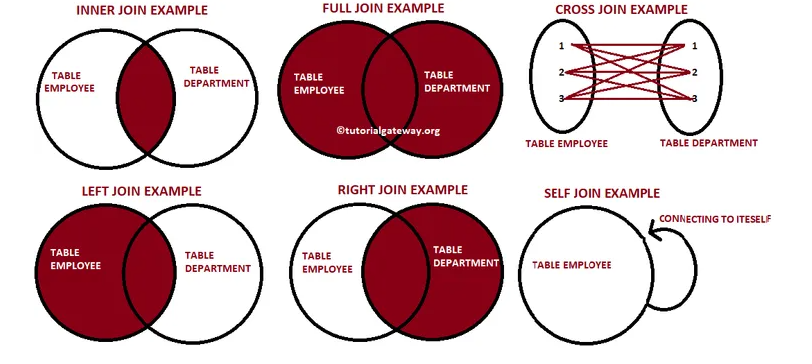 INNER JOIN EXAMPLE
TABLE
EMPLOYEE
TABLE
DEPARTMENT
FULL JOIN EXAMPLE
TABLE
EMPLOYEE
TABLE
DEPARTMENT
©tutorialgateway.org
CROSS JOIN EXAMPLE
1 1
2 2
3 3
TABLE EMPLOYEE
TABLE DEPARTMENT
LEFT JOIN EXAMPLE
TABLE
EMPLOYEE
TABLE
DEPARTMENT
RIGHT JOIN EXAMPLE
TABLE
EMPLOYEE
TABLE
DEPARTMENT
SELF JOIN EXAMPLE
CONNECTING TO ITESELF
TABLE EMPLOYEE